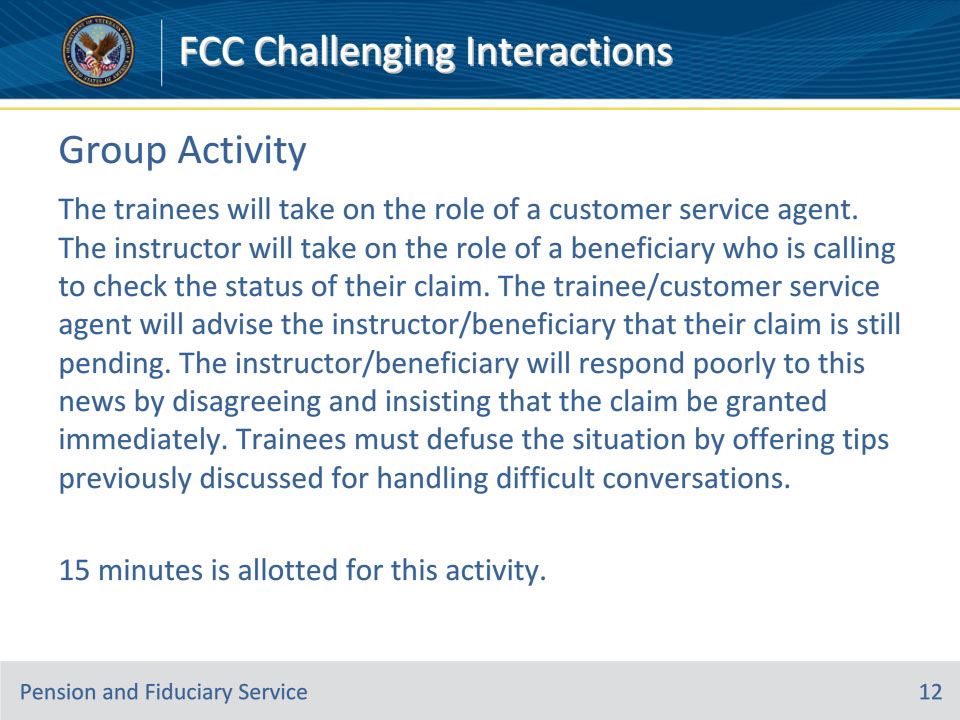 FCC Challenging Interactions
Group Activity
The trainees will take on the role of a customer service agent.
The instructor will take on the role of a beneficiary who is calling
to check the status of their claim. The trainee/customer service
agent will advise the instructor/beneficiary that their claim is still
pending. The instructor/beneficiary will respond poorly to this
news by disagreeing and insisting that the claim be granted
immediately. Trainees must defuse the situation by offering tips
previously discussed for handling difficult conversations.
15 minutes is allotted for this activity.
Pension and Fiduciary Service
12